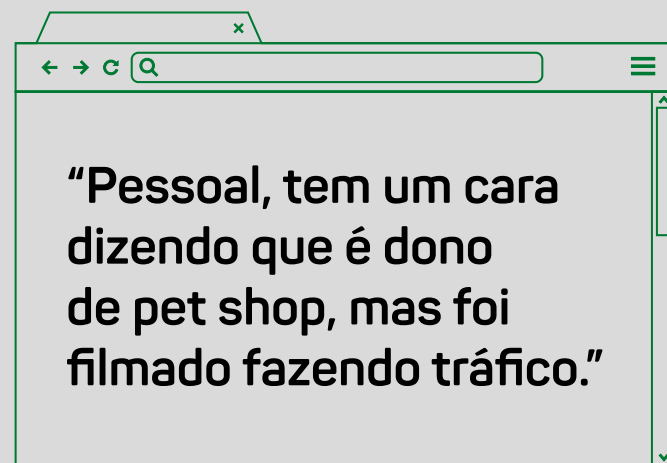 “Pessoal, tem um cara
dizendo que é dono
de pet shop, mas foi
filmado fazendo tráfico.”